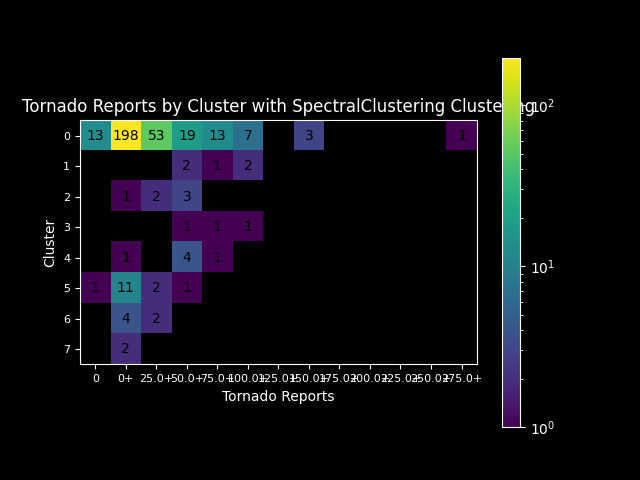 Tornado Reports by Cluster with SpectralClustering Clustering
0 13 198 53 19 13 7 3 1
1 2 1 2
2 1 2 3
3 1 1 1
4 1 4 1
5 1 11 2 1
6 4 2
7 2
Cluster
0 0+ 25.0+ 50.0+ 75.0+ 100.0+ 125.0+ 150.0+ 175.0+ 200.0+ 225.0+ 250.0+ 275.0+
Tornado Reports
10²
10¹
10⁰